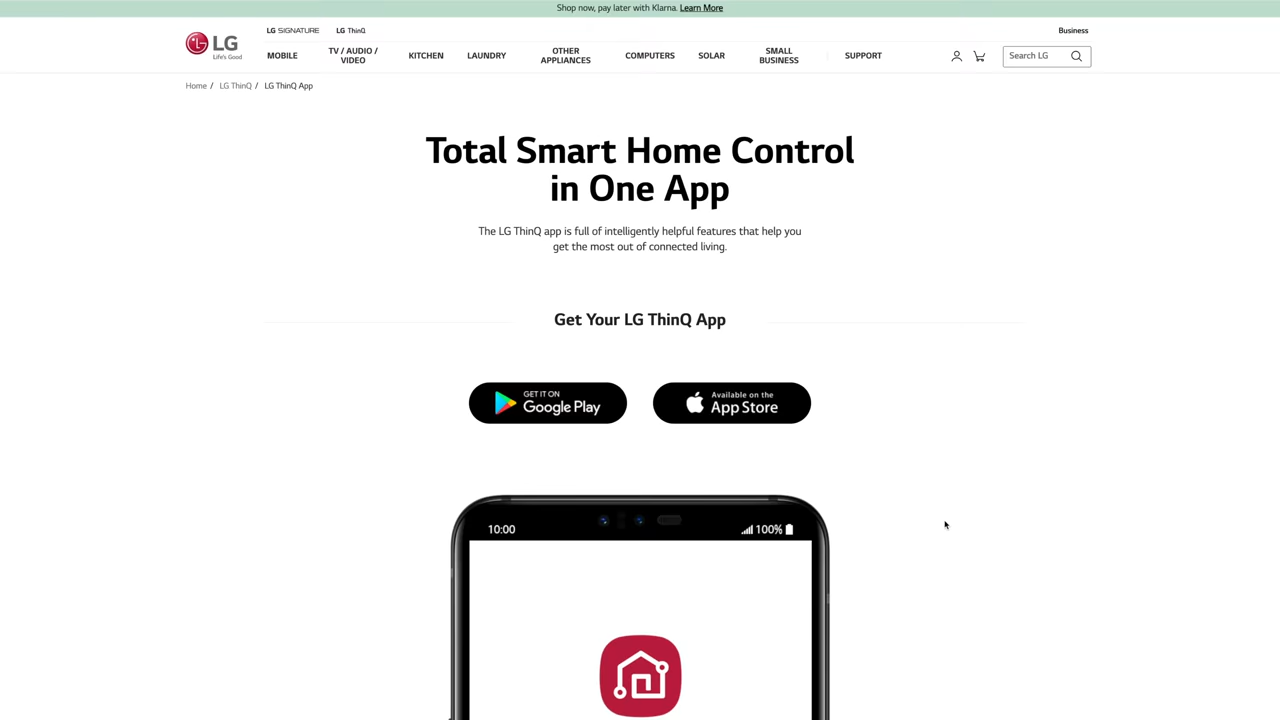 Shop now, pay later with Klarna. Learn More
LG SIGNATURE
LG ThinQ
Business
LG
Life's Good
MOBILE
TV / AUDIO /
VIDEO
KITCHEN
LAUNDRY
OTHER
APPLIANCES
COMPUTERS
SOLAR
SMALL
BUSINESS
SUPPORT
Search LG
Home / LG ThinQ / LG ThinQ App
Total Smart Home Control
in One App
The LG ThinQ app is full of intelligently helpful features that help you
get the most out of connected living.
Get Your LG ThinQ App
GET IT ON
Google Play
Available on the
App Store
10:00
100%